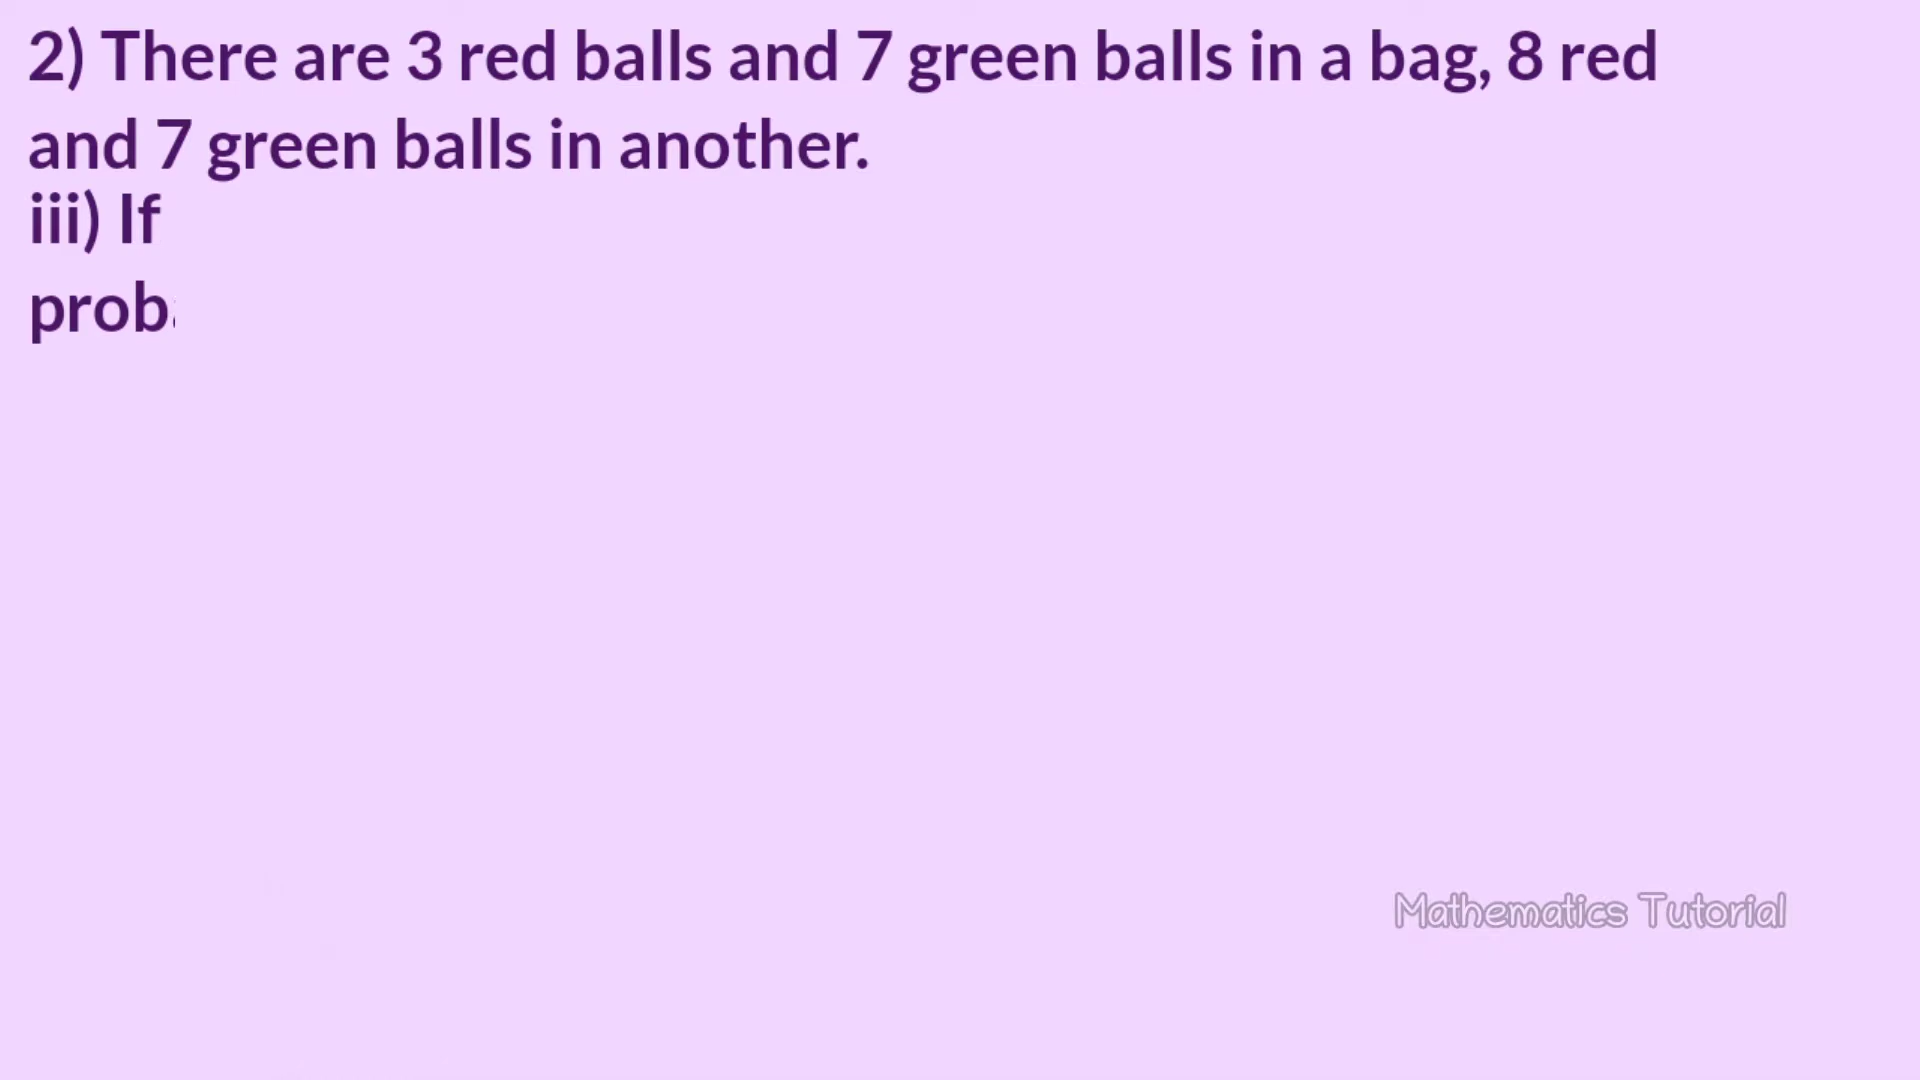 2) There are 3 red balls and 7 green balls in a bag, 8 red
and 7 green balls in another.
iii) If
prob
Mathematics Tutorial